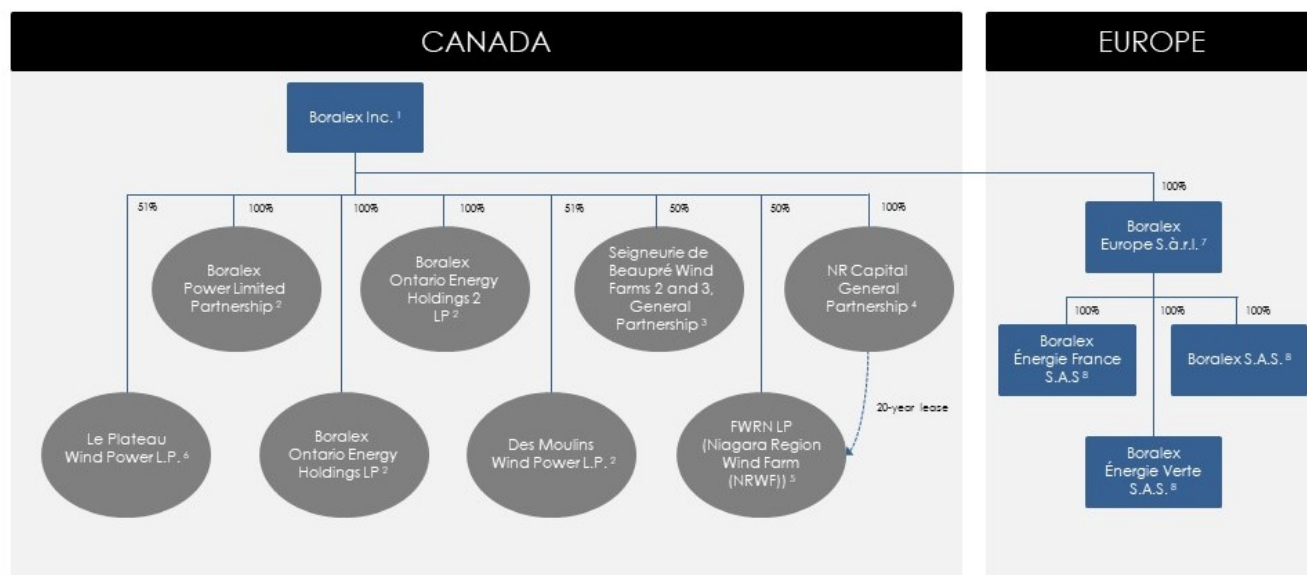 CANADA
EUROPE
Boralex Inc. ¹
100%
51%
100%
100%
100%
51%
50%
50%
100%
Boralex
Europe S.à.r.l. ⁷
Boralex
Power Limited
Partnership ²
Boralex
Ontario Energy
Holdings 2
LP ²
Seigneurie de
Beaupré Wind
Farms 2 and 3,
General
Partnership ³
NR Capital
General
Partnership ⁴
100%
100%
100%
Boralex
Énergie France
S.A.S ⁸
Boralex S.A.S. ⁸
20-year lease
Le Plateau
Wind Power L.P. ⁶
Boralex
Ontario Energy
Holdings LP ²
Des Moulins
Wind Power L.P. ²
FWRN LP
(Niagara Region
Wind Farm
(NRWF)) ⁵
Boralex
Énergie Verte
S.A.S. ⁸